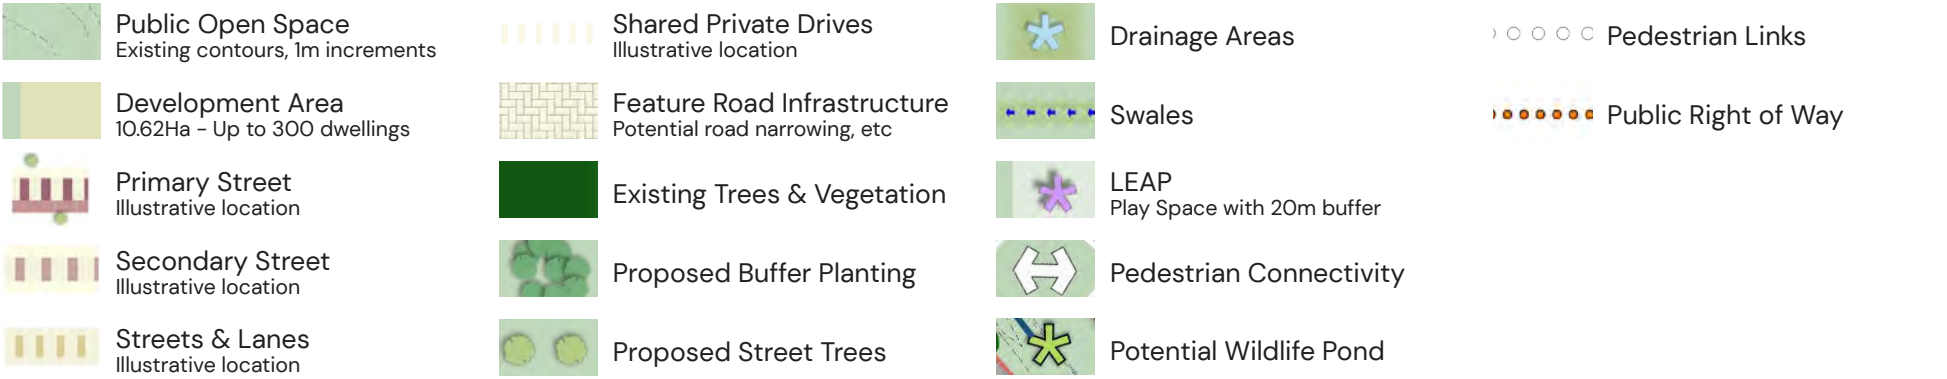 Public Open Space
Existing contours, 1m increments
Development Area
10.62Ha - Up to 300 dwellings
Primary Street
Illustrative location
Secondary Street
Illustrative location
Streets & Lanes
Illustrative location
Shared Private Drives
Illustrative location
Feature Road Infrastructure
Potential road narrowing, etc
Existing Trees & Vegetation
Proposed Buffer Planting
Proposed Street Trees
Drainage Areas
Swales
LEAP
Play Space with 20m buffer
Pedestrian Connectivity
Potential Wildlife Pond
Pedestrian Links
Public Right of Way